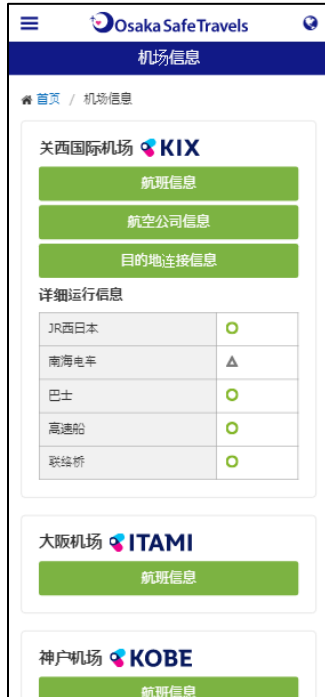 Osaka Safe Travels
机场信息
首页 / 机场信息
关西国际机场 KIX
航班信息
航空公司信息
目的地连接信息
详细运行信息
JR西日本
南海电车
巴士
高速船
联络桥
大阪机场 ITAMI
航班信息
神户机场 KOBE
航班信息